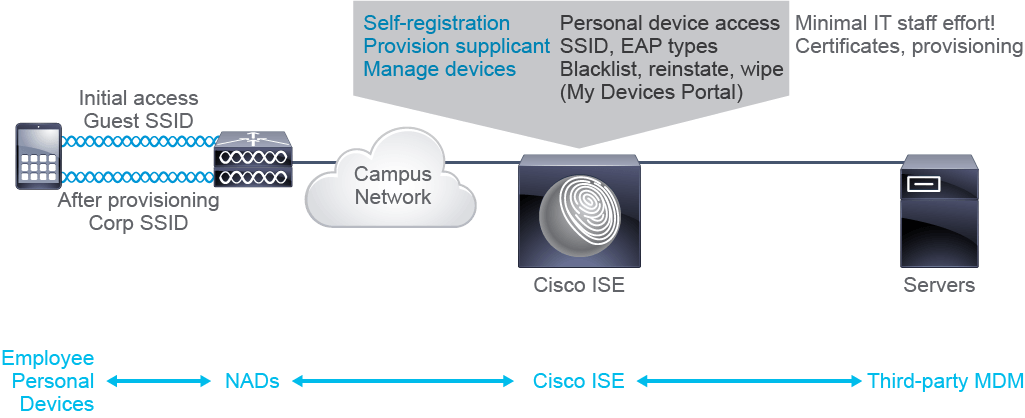 Self-registration
Provision supplicant
Manage devices
Personal device access
SSID, EAP types
Blacklist, reinstate, wipe
(My Devices Portal)
Minimal IT staff effort!
Certificates, provisioning
Initial access
Guest SSID
After provisioning
Corp SSID
Campus
Network
Cisco ISE
Servers
Employee
Personal
Devices
NADs
Cisco ISE
Third-party MDM